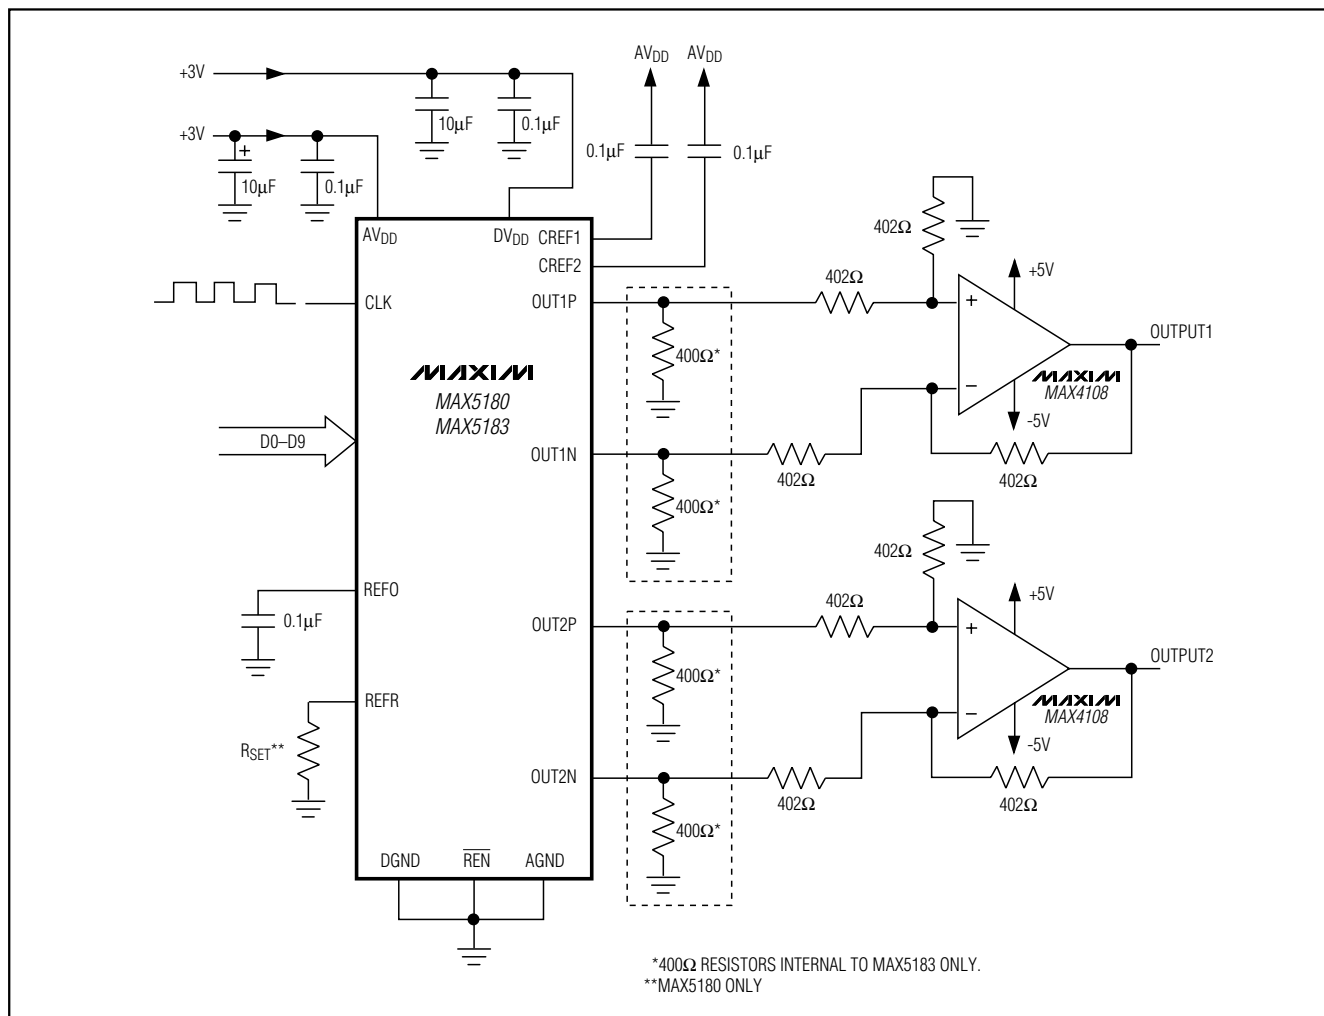 AVDD AVDD
+3V
10µF
0.1µF
+3V
+
10µF
0.1µF
0.1µF
0.1µF
AVDD
DVDD
CREF1
CREF2
CLK
OUT1P
MAXIM
MAX5180
MAX5183
D0–D9
OUT1N
REFO
0.1µF
OUT2P
REFR
RSET**
OUT2N
DGND
REN
AGND
400Ω*
400Ω*
402Ω
402Ω
402Ω
+
−
+5V
-5V
MAXIM
MAX4108
OUTPUT1
402Ω
400Ω*
400Ω*
402Ω
402Ω
402Ω
+
−
+5V
-5V
MAXIM
MAX4108
OUTPUT2
402Ω
*400Ω RESISTORS INTERNAL TO MAX5183 ONLY.
**MAX5180 ONLY